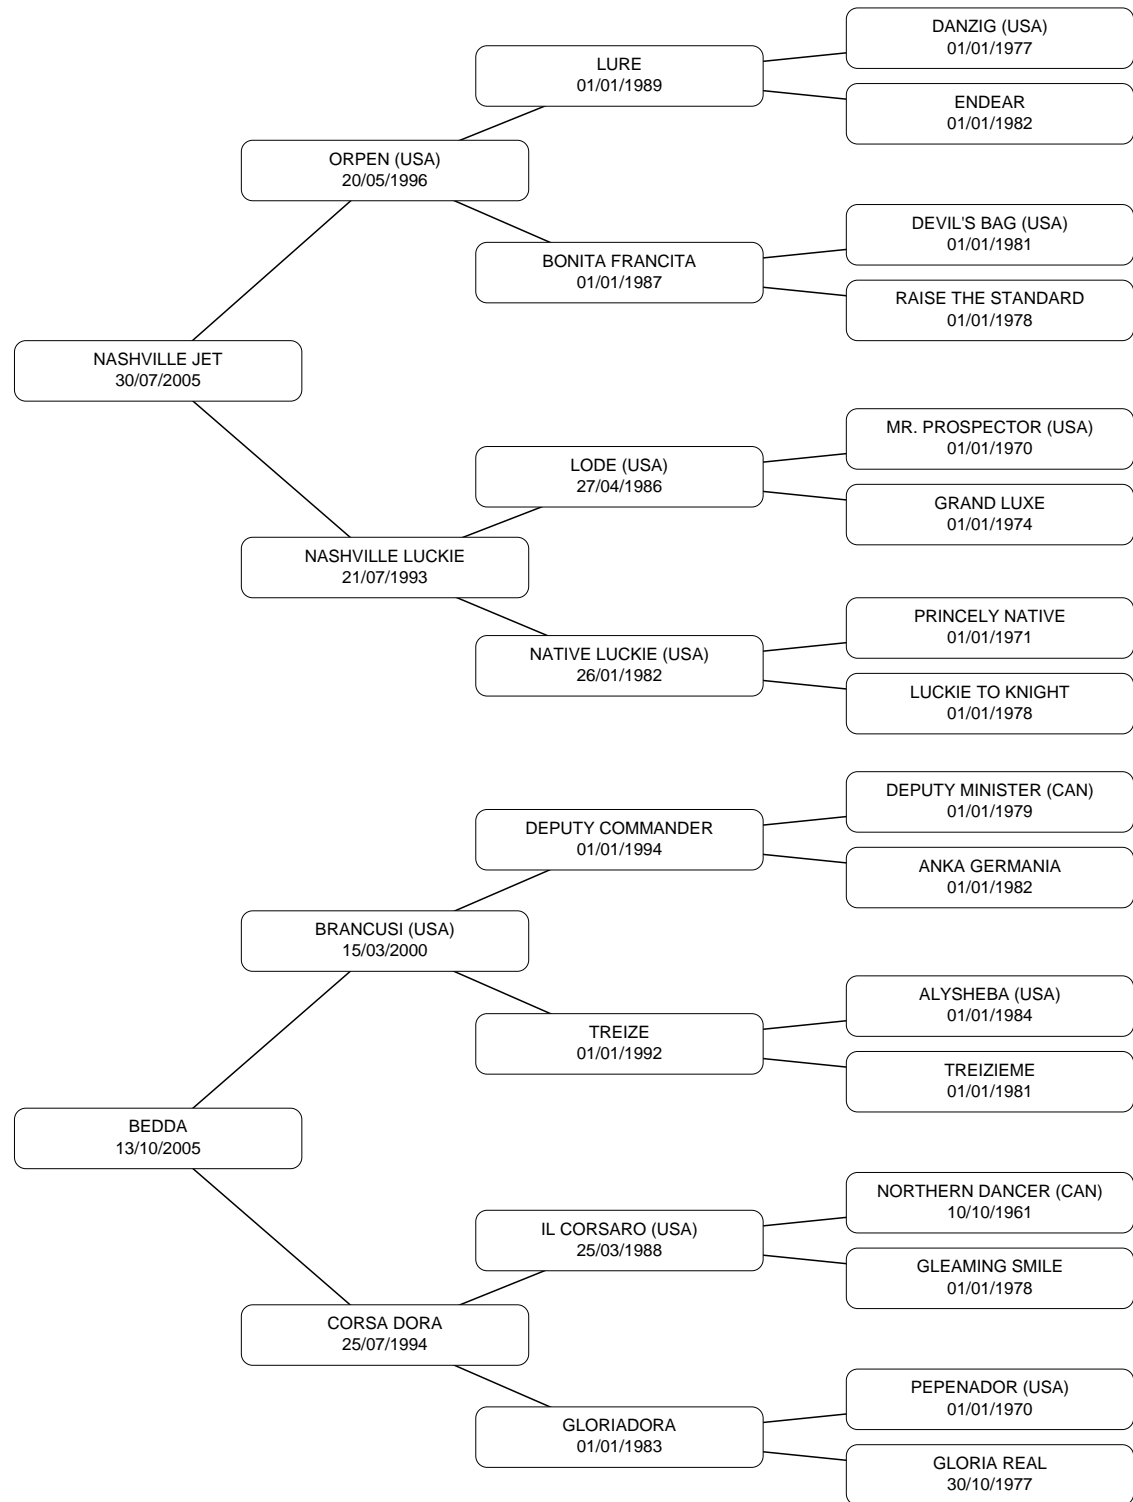 DANZIG (USA)
01/01/1977
LURE
01/01/1989
ENDEAR
01/01/1982
ORPEN (USA)
20/05/1996
DEVIL'S BAG (USA)
01/01/1981
BONITA FRANCITA
01/01/1987
RAISE THE STANDARD
01/01/1978
NASHVILLE JET
30/07/2005
MR. PROSPECTOR (USA)
01/01/1970
LODE (USA)
27/04/1986
GRAND LUXE
01/01/1974
NASHVILLE LUCKIE
21/07/1993
PRINCELY NATIVE
01/01/1971
NATIVE LUCKIE (USA)
26/01/1982
LUCKIE TO KNIGHT
01/01/1978
DEPUTY MINISTER (CAN)
01/01/1979
DEPUTY COMMANDER
01/01/1994
ANKA GERMANIA
01/01/1982
BRANCUSI (USA)
15/03/2000
ALYSHEBA (USA)
01/01/1984
TREIZE
01/01/1992
TREIZIEME
01/01/1981
BEDDA
13/10/2005
NORTHERN DANCER (CAN)
10/10/1961
IL CORSARO (USA)
25/03/1988
GLEAMING SMILE
01/01/1978
CORSA DORA
25/07/1994
PEPENADOR (USA)
01/01/1970
GLORIADORA
01/01/1983
GLORIA REAL
30/10/1977